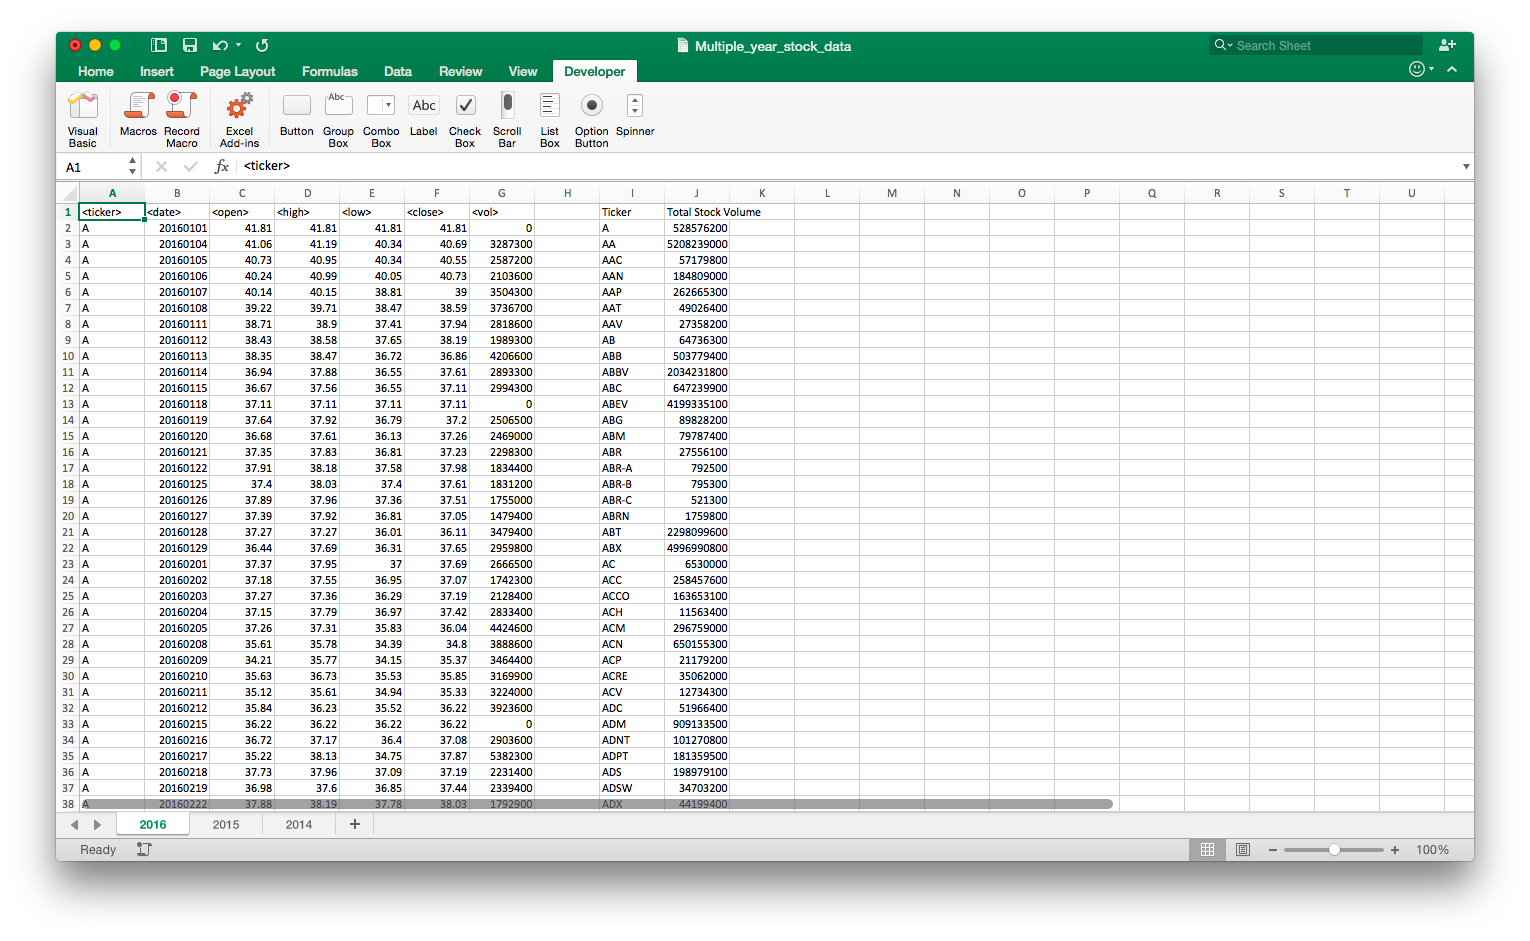 Multiple_year_stock_data
Search Sheet
Home Insert Page Layout Formulas Data Review View Developer
Abc Abc
Visual Basic Macros Record Macro Excel Add-ins Button Group Box Combo Box Label Check Box Scroll Bar List Box Option Button Spinner
A1 fx <ticker>
A B C D E F G H I J K L M N O P Q R S T U
1 <ticker> <date> <open> <high> <low> <close> <vol> Ticker Total Stock Volume
2 A 20160101 41.81 41.81 41.81 41.81 0 A 528576200
3 A 20160104 41.06 41.19 40.34 40.69 3287300 AA 5208239000
4 A 20160105 40.73 40.95 40.34 40.55 2587200 AAC 57179800
5 A 20160106 40.24 40.99 40.05 40.73 2103600 AAN 184809000
6 A 20160107 40.14 40.15 38.81 39 3504300 AAP 262665300
7 A 20160108 39.22 39.71 38.47 38.59 3736700 AAT 49026400
8 A 20160111 38.71 38.9 37.41 37.94 2818600 AAV 27358200
9 A 20160112 38.43 38.58 37.65 38.19 1989300 AB 64736300
10 A 20160113 38.35 38.47 36.72 36.86 4206600 ABB 503779400
11 A 20160114 36.94 37.88 36.55 37.61 2893300 ABBV 2034231800
12 A 20160115 36.67 37.56 36.55 37.11 2994300 ABC 647239900
13 A 20160118 37.11 37.11 37.11 37.11 0 ABEV 4199335100
14 A 20160119 37.64 37.92 36.79 37.2 2506500 ABG 89828200
15 A 20160120 36.68 37.61 36.13 37.26 2469000 ABM 79787400
16 A 20160121 37.35 37.83 36.81 37.23 2298300 ABR 27556100
17 A 20160122 37.91 38.18 37.58 37.98 1834400 ABR-A 792500
18 A 20160125 37.4 38.03 37.4 37.61 1831200 ABR-B 795300
19 A 20160126 37.89 37.96 37.36 37.51 1755000 ABR-C 521300
20 A 20160127 37.39 37.92 36.81 37.05 1479400 ABRN 1759800
21 A 20160128 37.27 37.27 36.01 36.11 3479400 ABT 2298099600
22 A 20160129 36.44 37.69 36.31 37.65 2959800 ABX 4996990800
23 A 20160201 37.37 37.95 37 37.69 2666500 AC 6530000
24 A 20160202 37.18 37.55 36.95 37.07 1742300 ACC 258457600
25 A 20160203 37.27 37.36 36.29 37.19 2128400 ACCO 163653100
26 A 20160204 37.15 37.79 36.97 37.42 2833400 ACH 11563400
27 A 20160205 37.26 37.31 35.83 36.04 4424600 ACM 296759000
28 A 20160208 35.61 35.78 34.39 34.8 3888600 ACN 650155300
29 A 20160209 34.21 35.77 34.15 35.37 3464400 ACP 21179200
30 A 20160210 35.63 36.73 35.53 35.85 3169900 ACRE 35062000
31 A 20160211 35.12 35.61 34.94 35.33 3224000 ACV 12734300
32 A 20160212 35.84 36.23 35.52 36.22 3923600 ADC 51966400
33 A 20160215 36.22 36.22 36.22 36.22 0 ADM 909133500
34 A 20160216 36.72 37.17 36.4 37.08 2903600 ADNT 101270800
35 A 20160217 35.22 38.13 34.75 37.87 5382300 ADPT 181359500
36 A 20160218 37.73 37.96 37.09 37.19 2231400 ADS 198979100
37 A 20160219 36.98 37.6 36.85 37.44 2339400 ADSW 34703200
38 A 20160222 37.88 38.19 37.78 38.03 1792900 ADX 44199400
2016 2015 2014 +
Ready 100%